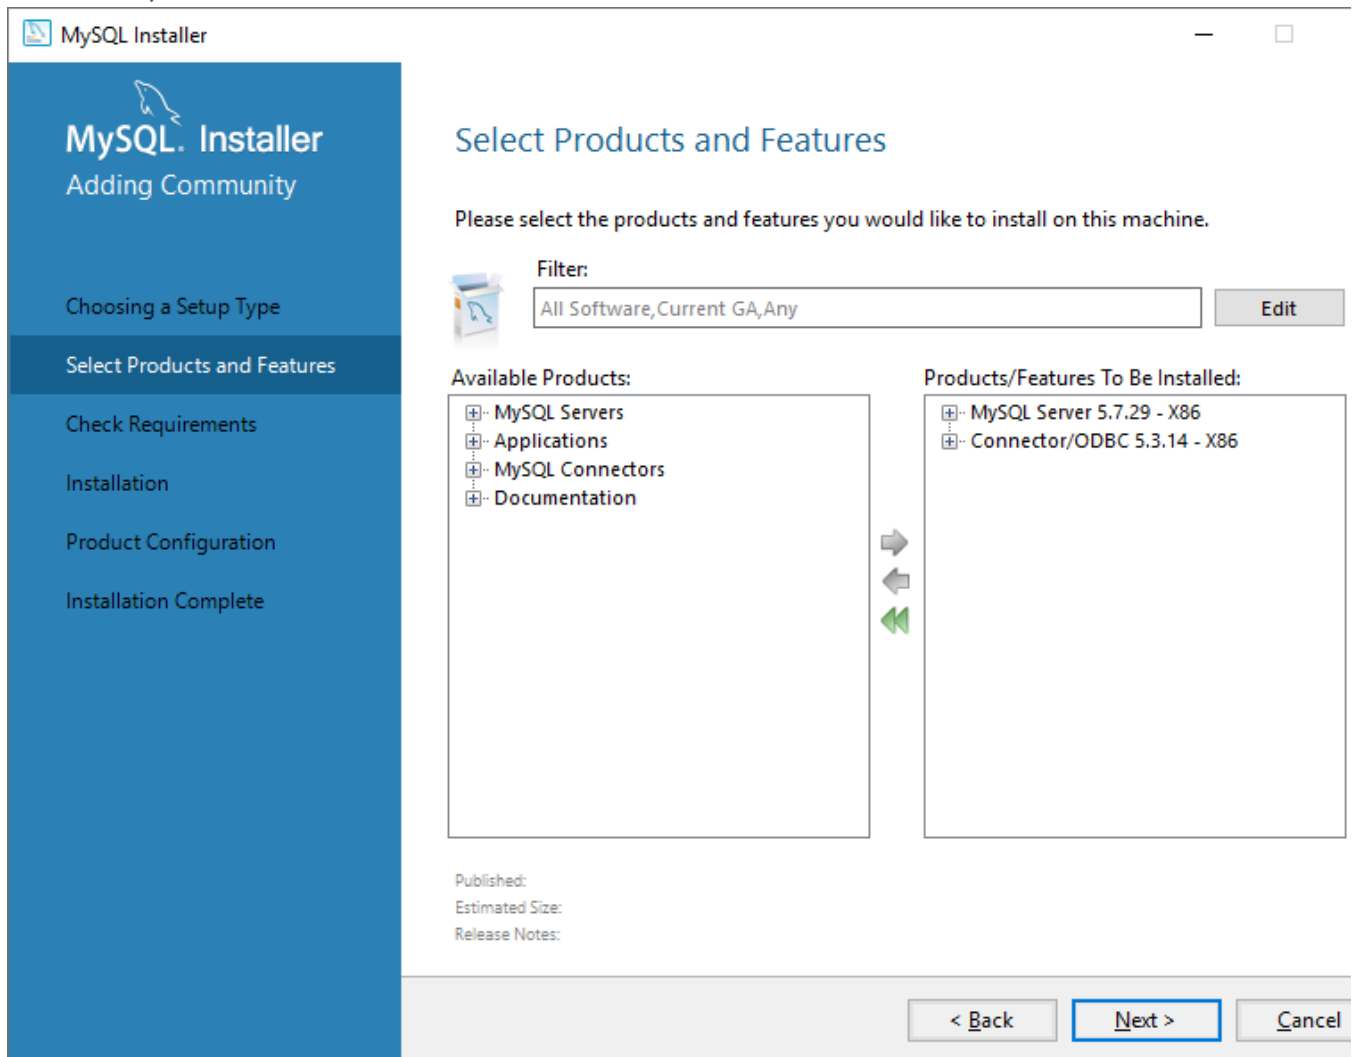 MySQL Installer
MySQL. Installer
Adding Community
Choosing a Setup Type
Select Products and Features
Check Requirements
Installation
Product Configuration
Installation Complete
Select Products and Features
Please select the products and features you would like to install on this machine.
Filter:
All Software,Current GA,Any
Edit
Available Products:
MySQL Servers
Applications
MySQL Connectors
Documentation
Products/Features To Be Installed:
MySQL Server 5.7.29 - X86
Connector/ODBC 5.3.14 - X86
Published:
Estimated Size:
Release Notes:
< Back
Next >
Cancel